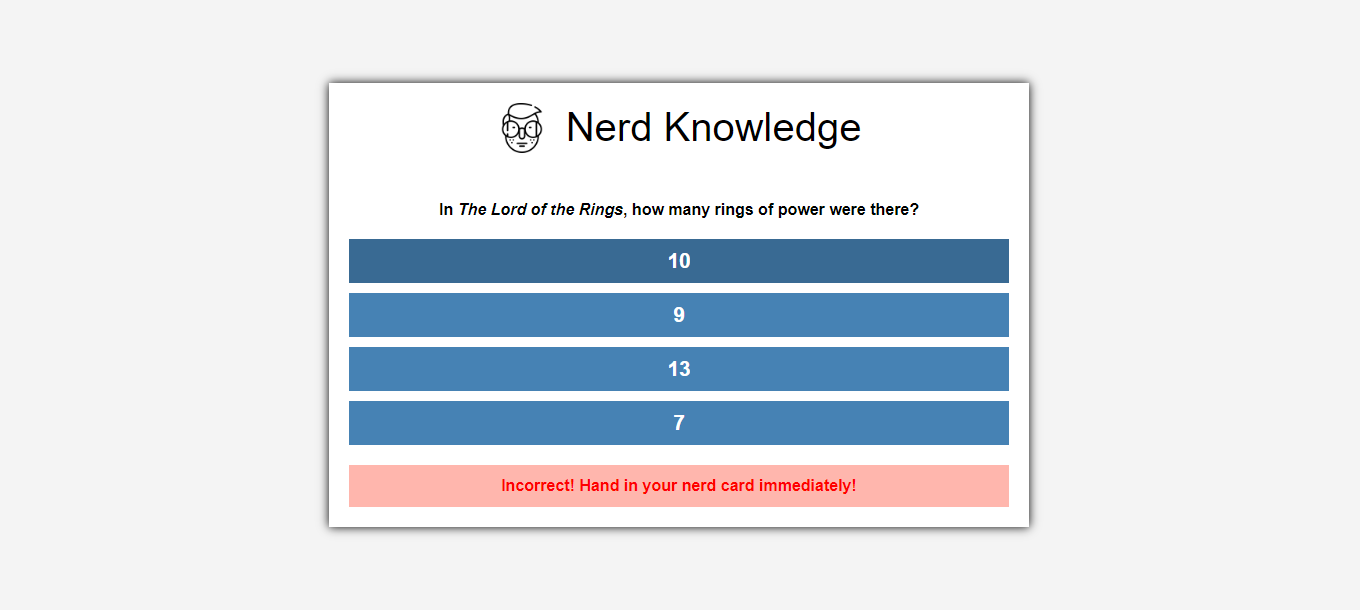 Nerd Knowledge
In The Lord of the Rings, how many rings of power were there?
10
9
13
7
Incorrect! Hand in your nerd card immediately!